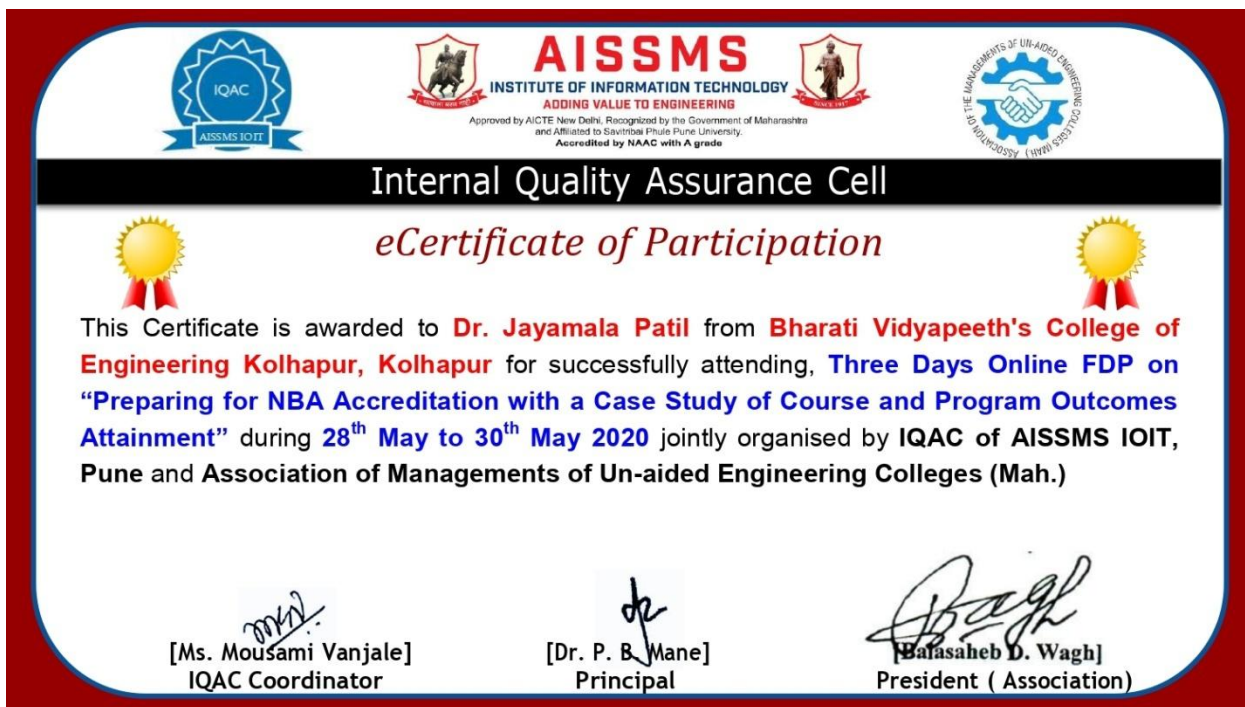 IQAC
AISSMS IOIT
AISSMS
INSTITUTE OF INFORMATION TECHNOLOGY
ADDING VALUE TO ENGINEERING
Approved by AICTE New Delhi, Recognized by the Government of Maharashtra
and Affiliated to Savitribai Phule Pune University.
Accredited by NAAC with A grade
SINCE 1917
ASSOCIATION OF THE MANAGEMENTS OF UN-AIDED ENGINEERING COLLEGES (MAH.)
Internal Quality Assurance Cell
eCertificate of Participation
This Certificate is awarded to Dr. Jayamala Patil from Bharati Vidyapeeth's College of
Engineering Kolhapur, Kolhapur for successfully attending, Three Days Online FDP on
“Preparing for NBA Accreditation with a Case Study of Course and Program Outcomes
Attainment” during 28th May to 30th May 2020 jointly organised by IQAC of AISSMS IOIT,
Pune and Association of Managements of Un-aided Engineering Colleges (Mah.)
[Ms. Mousami Vanjale]
IQAC Coordinator
[Dr. P. B. Mane]
Principal
[Balasaheb D. Wagh]
President ( Association)